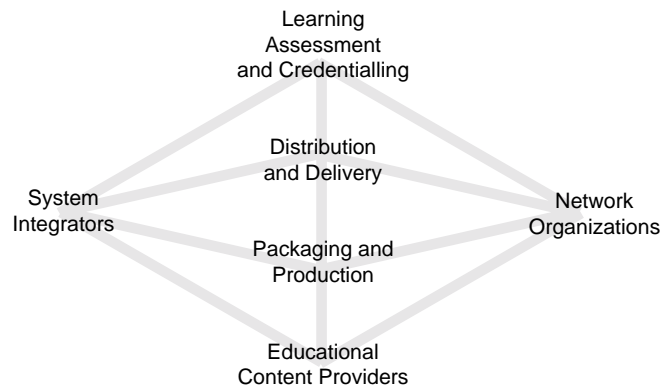 Learning
Assessment
and Credentialling
Distribution
and Delivery
System
Integrators
Network
Organizations
Packaging and
Production
Educational
Content Providers